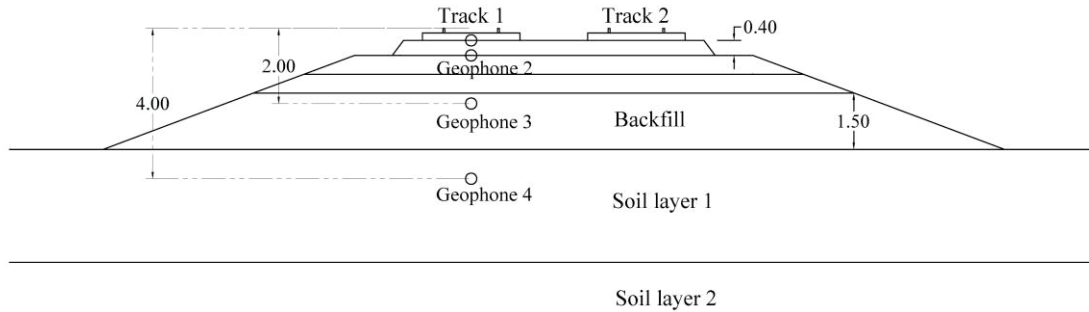 Track 1
Track 2
0.40
2.00
Geophone 2
4.00
Geophone 3
Backfill
1.50
Geophone 4
Soil layer 1
Soil layer 2